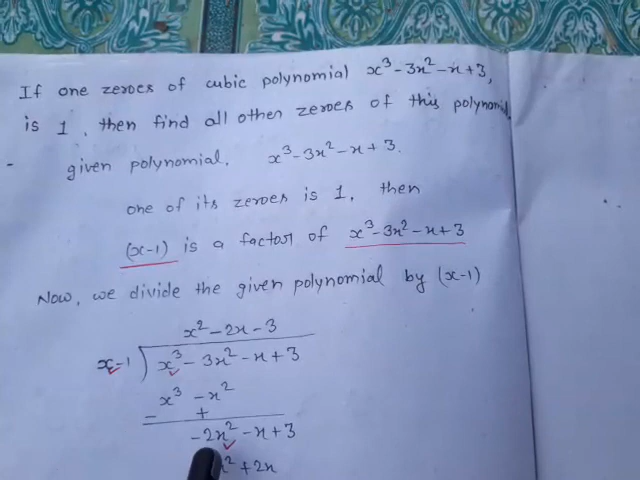 If one zeroes of cubic polynomial x³-3x²-x+3,
is 1, then find all other zeroes of this polynomial
- given polynomial. x³-3x²-x+3.
one of its zeroes is 1, then
(x-1) is a factor of x³-3x²-x+3
Now, we divide the given polynomial by (x-1)
x²-2x-3
x-1) x³-3x²-x+3
x³-x²
- +
-2x²-x+3
x²+2x